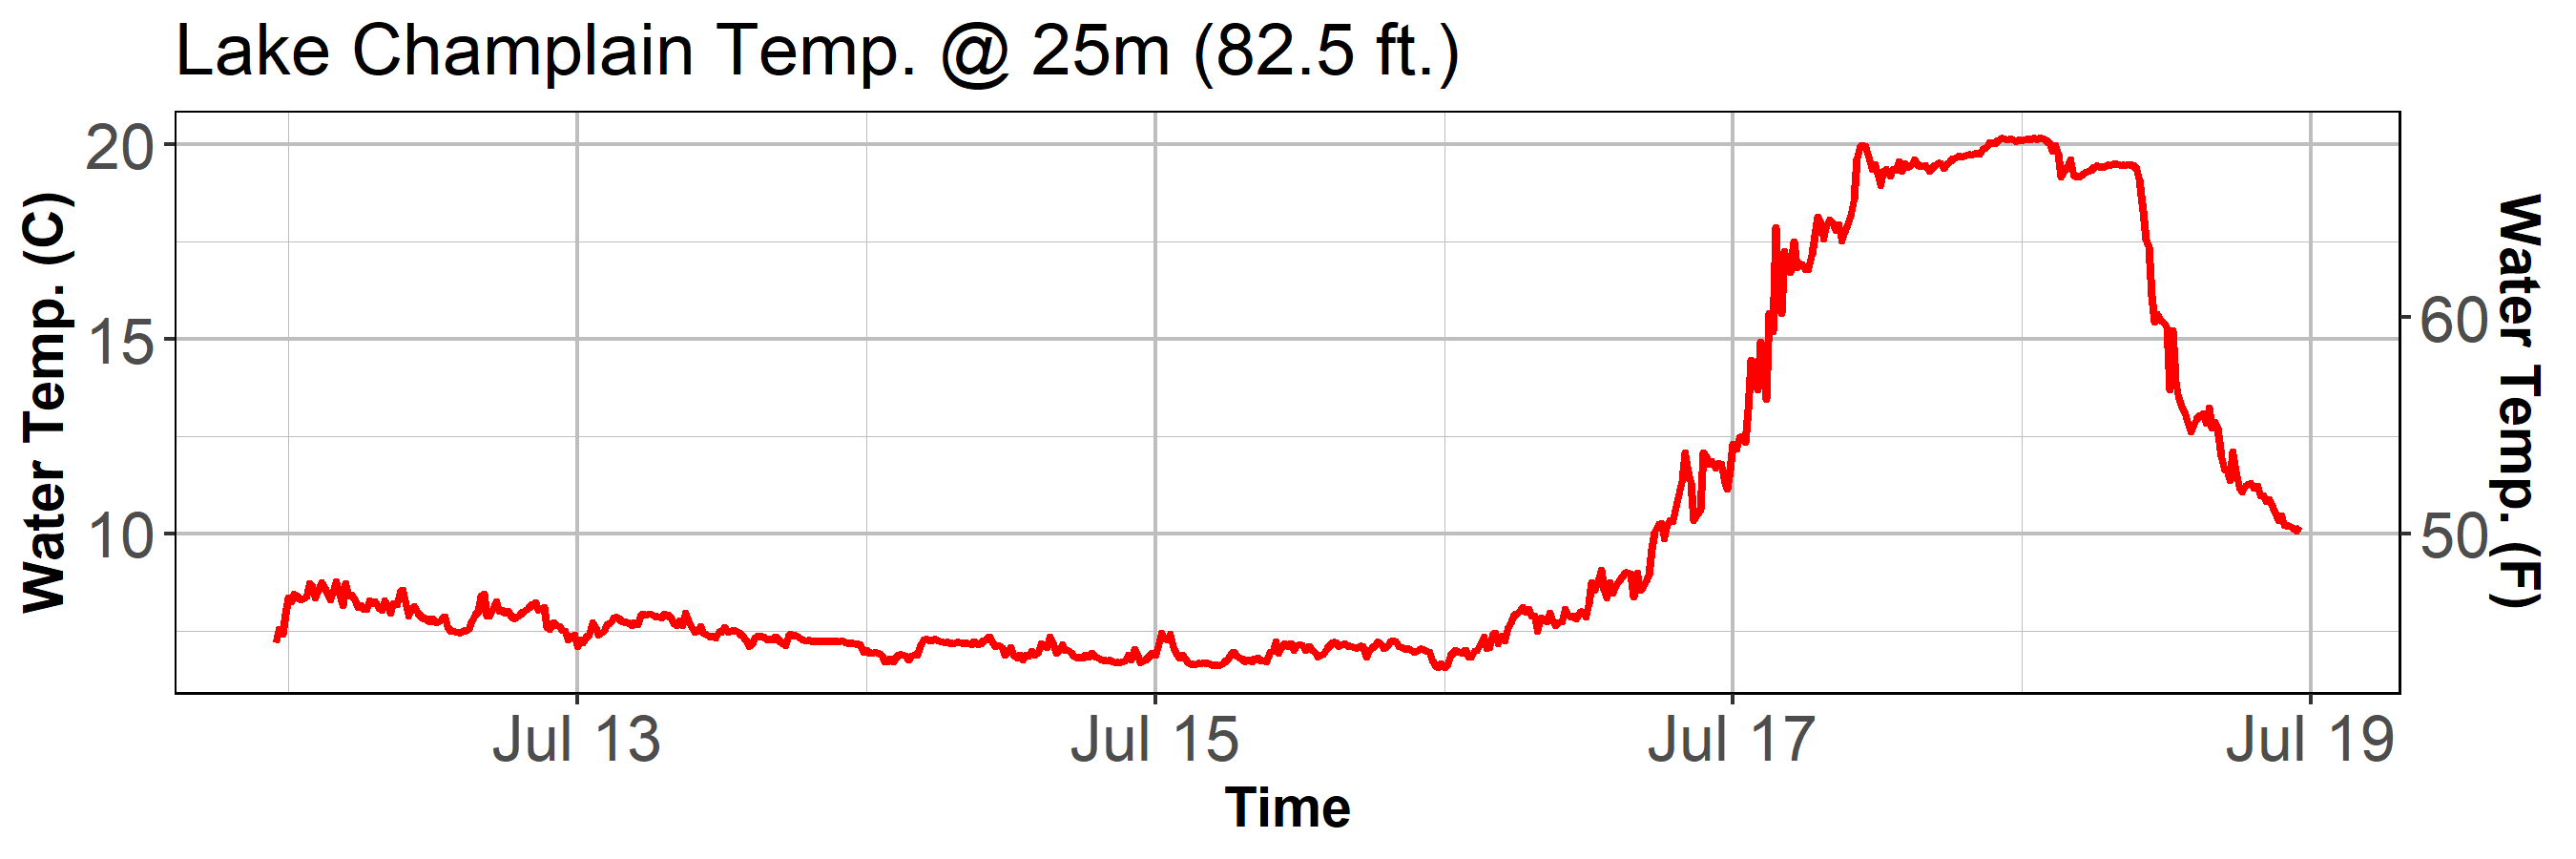 Lake Champlain Temp. @ 25m (82.5 ft.)
Water Temp. (C)
20
15
10
60
50
Water Temp. (F)
Jul 13
Jul 15
Jul 17
Jul 19
Time